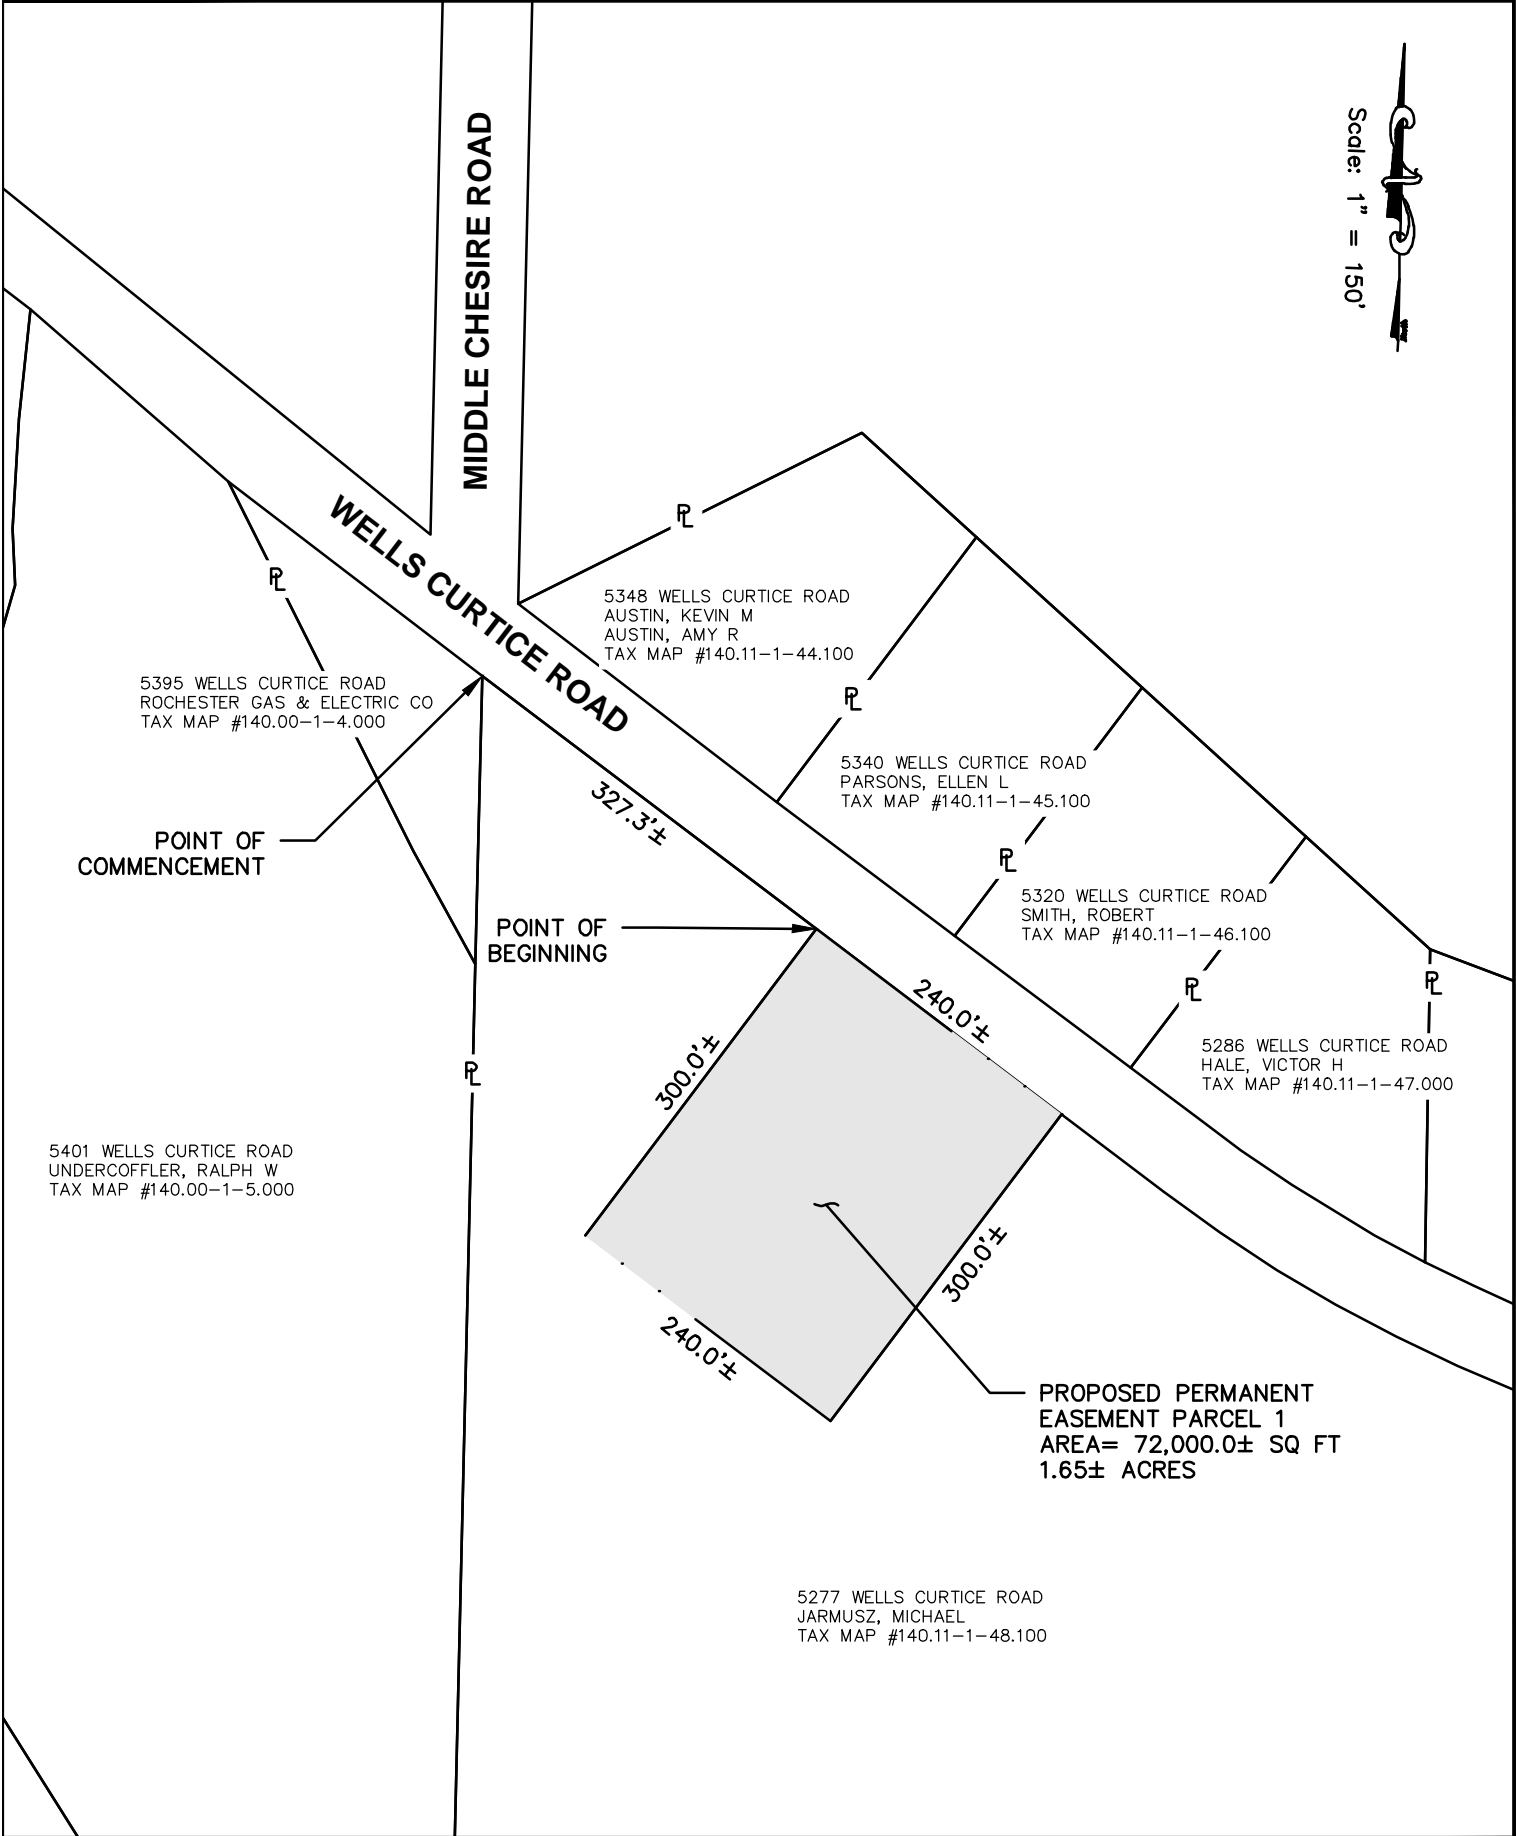 Scale: 1" = 150'
MIDDLE CHESIRE ROAD
WELLS CURTICE ROAD
℄
5348 WELLS CURTICE ROAD
AUSTIN, KEVIN M
AUSTIN, AMY R
TAX MAP #140.11-1-44.100
℄
5395 WELLS CURTICE ROAD
ROCHESTER GAS & ELECTRIC CO
TAX MAP #140.00-1-4.000
℄
5340 WELLS CURTICE ROAD
PARSONS, ELLEN L
TAX MAP #140.11-1-45.100
327.3'±
POINT OF
COMMENCEMENT
℄
5320 WELLS CURTICE ROAD
SMITH, ROBERT
TAX MAP #140.11-1-46.100
POINT OF
BEGINNING
℄
℄
240.0'±
5286 WELLS CURTICE ROAD
HALE, VICTOR H
TAX MAP #140.11-1-47.000
300.0'±
℄
5401 WELLS CURTICE ROAD
UNDERCOFFLER, RALPH W
TAX MAP #140.00-1-5.000
300.0'±
240.0'±
PROPOSED PERMANENT
EASEMENT PARCEL 1
AREA= 72,000.0± SQ FT
1.65± ACRES
5277 WELLS CURTICE ROAD
JARMUSZ, MICHAEL
TAX MAP #140.11-1-48.100